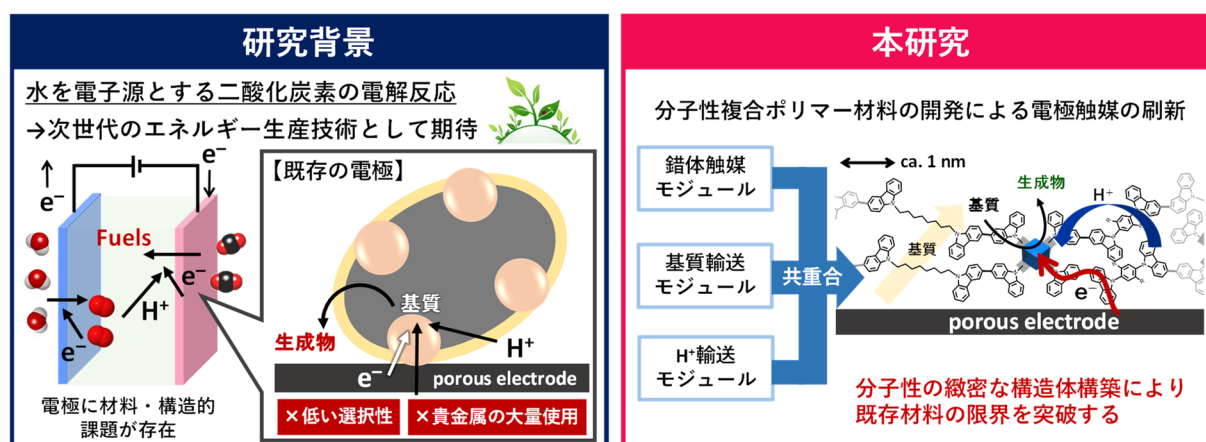 研究背景
水を電子源とする二酸化炭素の電解反応
→次世代のエネルギー生産技術として期待
e⁻
e⁻
Fuels
e⁻
H⁺
e⁻
電極に材料・構造的
課題が存在
【既存の電極】
基質
生成物
H⁺
e⁻
porous electrode
×低い選択性
×貴金属の大量使用
本研究
分子性複合ポリマー材料の開発による電極触媒の刷新
錯体触媒
モジュール
基質輸送
モジュール
H⁺輸送
モジュール
共重合
ca. 1 nm
生成物
基質
H⁺
基質
e⁻
porous electrode
分子性の緻密な構造体構築により
既存材料の限界を突破する